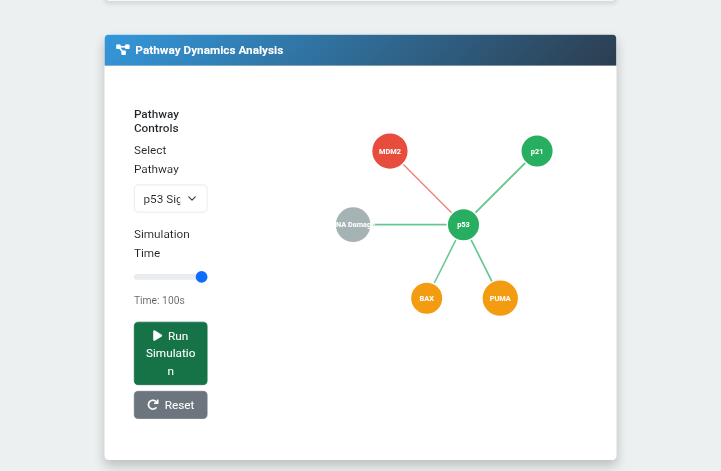 Pathway Dynamics Analysis
Pathway
Controls
Select
Pathway
p53 Sig
Simulation
Time
Time: 100s
Run
Simulatio
n
Reset
MDM2
p21
NA Damag
p53
BAX
PUMA